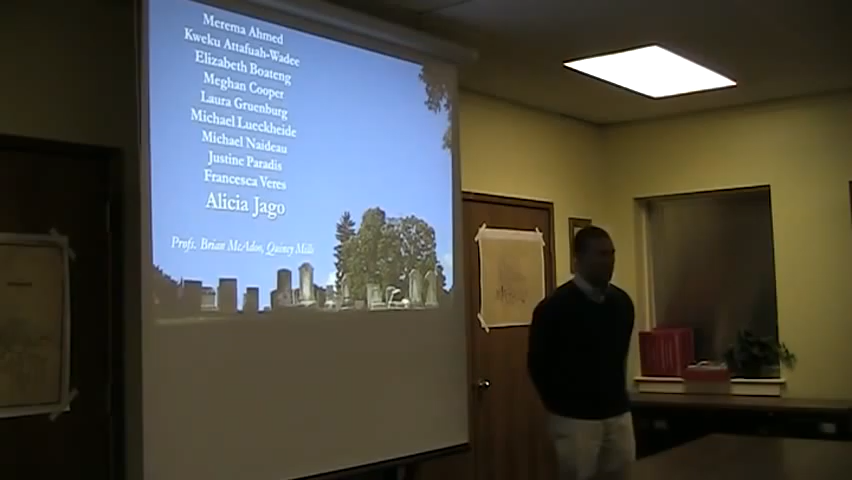 Merema Ahmed
Kweku Attafuah-Wadee
Elizabeth Boateng
Meghan Cooper
Laura Gruenburg
Michael Lueckheide
Michael Naideau
Justine Paradis
Francesca Veres
Alicia Jago
Profs. Brian McAdoo, Quincy Mills